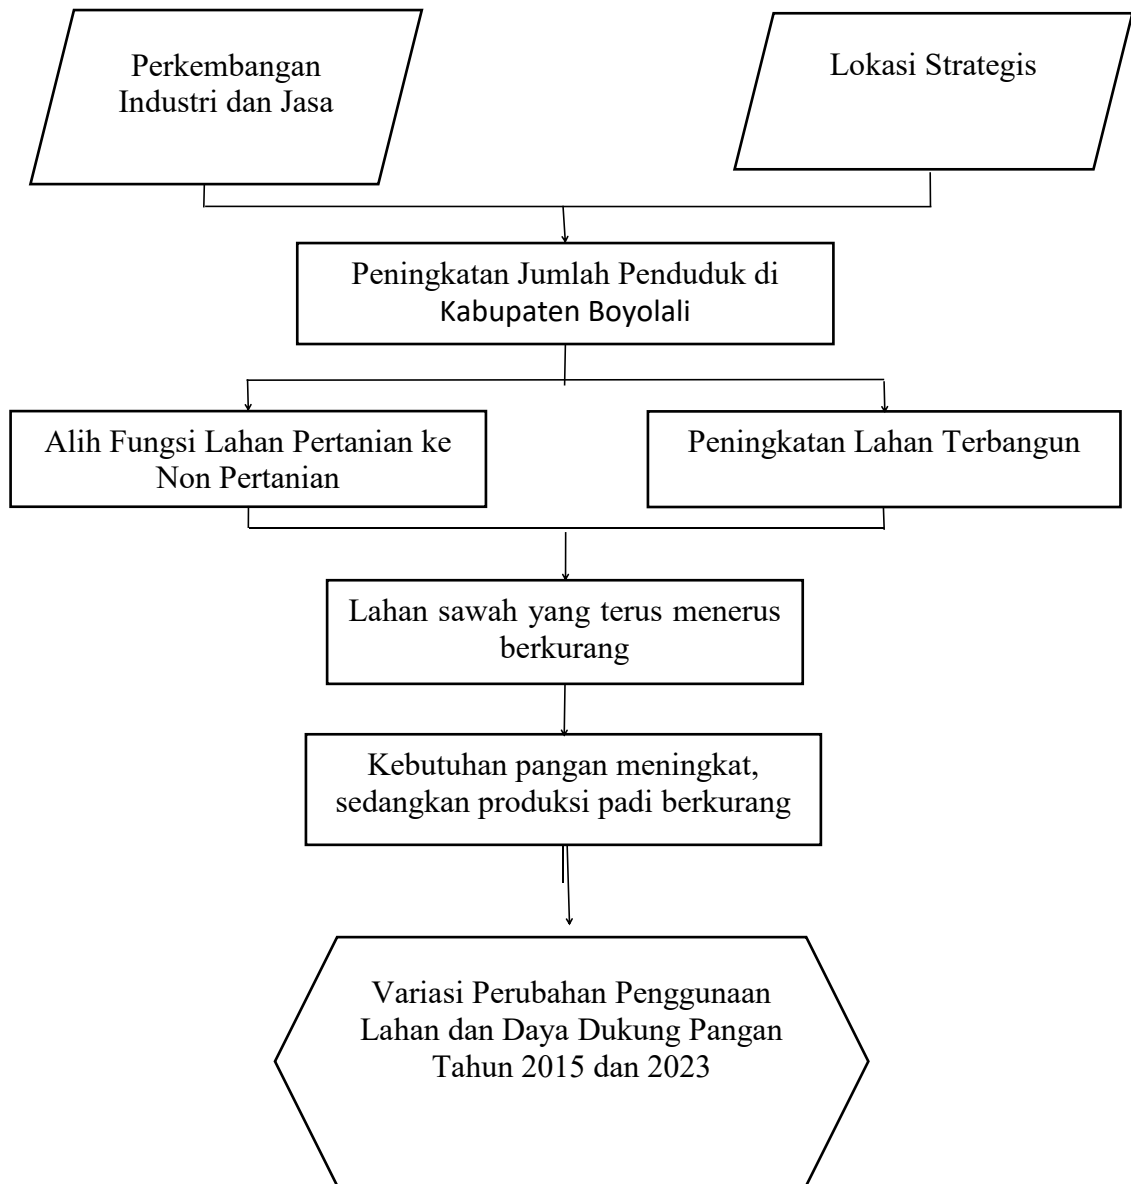 Perkembangan
Industri dan Jasa
Lokasi Strategis
Peningkatan Jumlah Penduduk di
Kabupaten Boyolali
Alih Fungsi Lahan Pertanian ke
Non Pertanian
Peningkatan Lahan Terbangun
Lahan sawah yang terus menerus
berkurang
Kebutuhan pangan meningkat,
sedangkan produksi padi berkurang
Variasi Perubahan Penggunaan
Lahan dan Daya Dukung Pangan
Tahun 2015 dan 2023